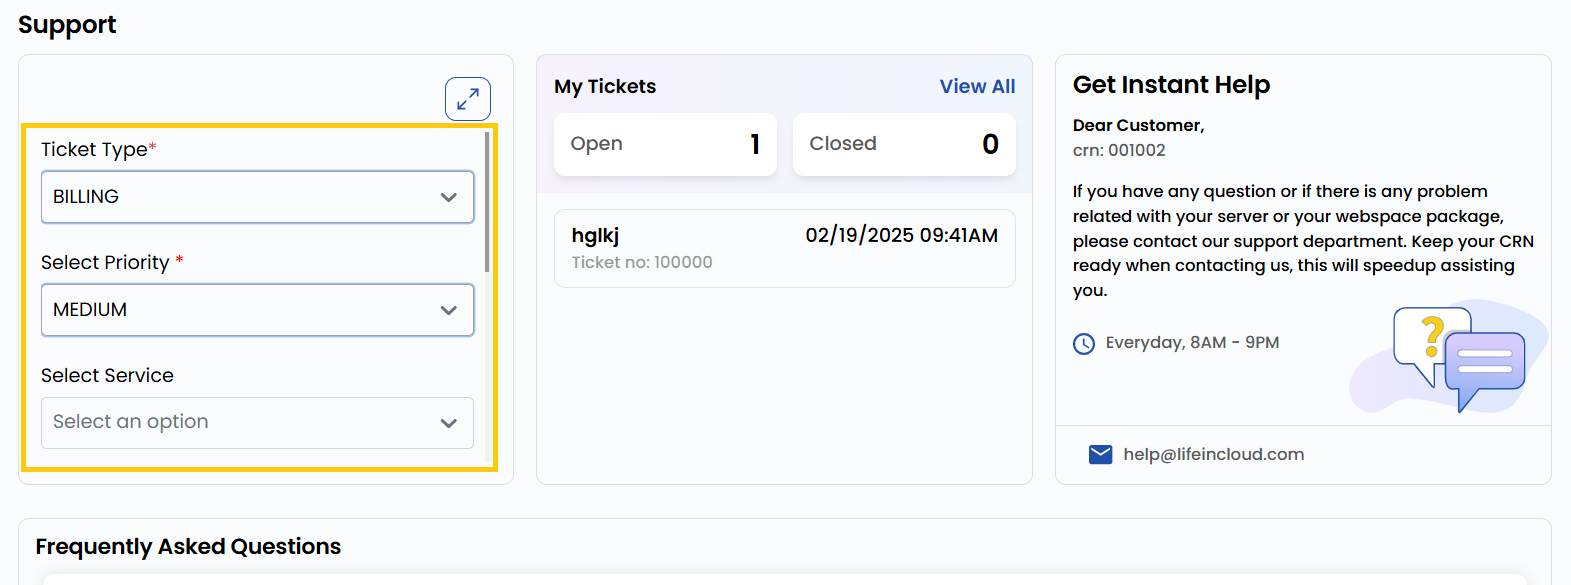 Support
Ticket Type*
BILLING
Select Priority *
MEDIUM
Select Service
Select an option
My Tickets
View All
Open
1
Closed
0
hglkj
02/19/2025 09:41AM
Ticket no: 100000
Get Instant Help
Dear Customer,
crn: 001002
If you have any question or if there is any problem
related with your server or your webspace package,
please contact our support department. Keep your CRN
ready when contacting us, this will speedup assisting
you.
?
Everyday, 8AM - 9PM
help@lifeincloud.com
Frequently Asked Questions